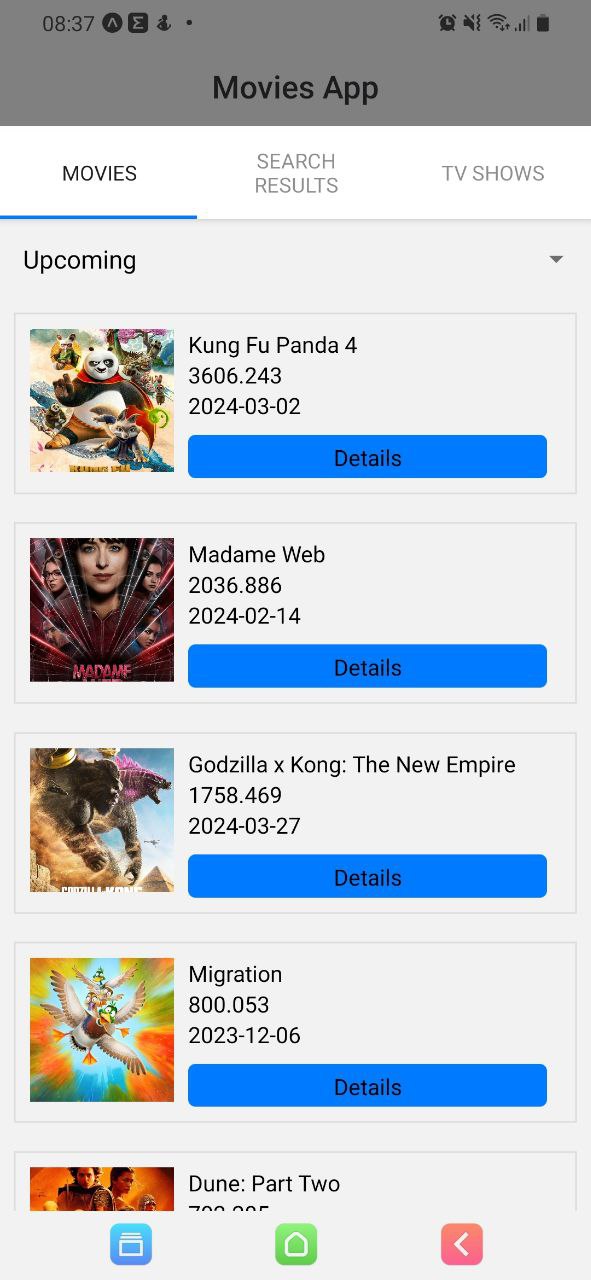 08:37
Movies App
MOVIES
SEARCH
RESULTS
TV SHOWS
Upcoming
Kung Fu Panda 4
3606.243
2024-03-02
Details
Madame Web
2036.886
2024-02-14
Details
MADAME
Godzilla x Kong: The New Empire
1758.469
2024-03-27
Details
Migration
800.053
2023-12-06
Details
Dune: Part Two